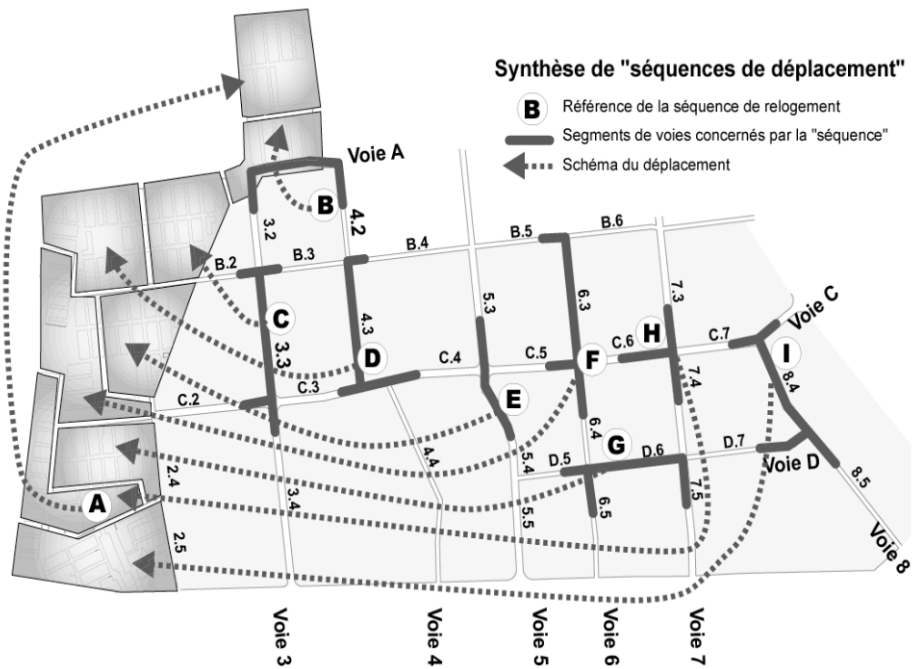 Synthèse de "séquences de déplacement"
B Référence de la séquence de relogement
Segments de voies concernés par la "séquence"
Schéma du déplacement
Voie A
B
3.2
4.2
B.2
B.3
B.4
B.5
B.6
C
3.3
4.3
D
5.3
6.3
7.3
H
Voie C
C.2
C.3
C.4
C.5
F
C.6
C.7
I
7.4
8.4
E
6.4
G
4.4
5.4
D.5
D.6
D.7
Voie D
A
2.4
3.4
5.5
6.5
7.5
8.5
2.5
Voie 8
Voie 3
Voie 4
Voie 5
Voie 6
Voie 7